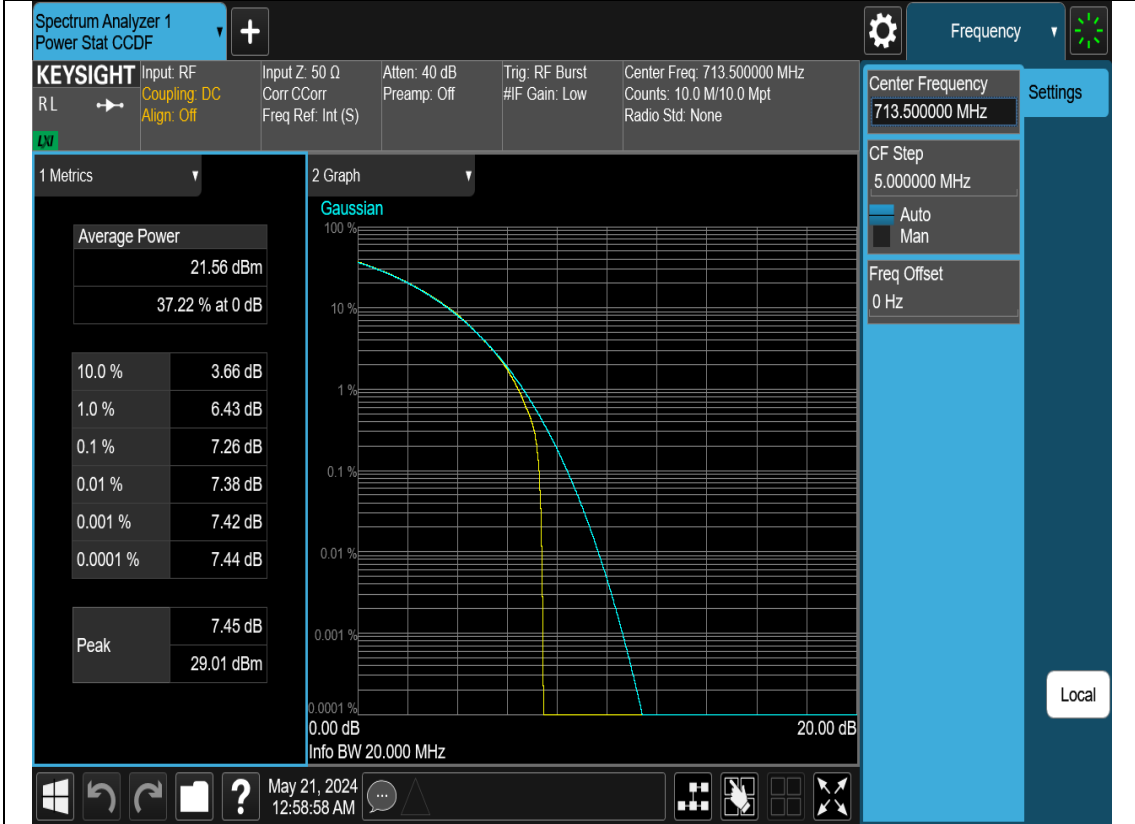 Spectrum Analyzer 1
Power Stat CCDF
+
Frequency
KEYSIGHT
RL
LXI
Input: RF
Coupling: DC
Align: Off
Input Z: 50 Ω
Corr CCorr
Freq Ref: Int (S)
Atten: 40 dB
Preamp: Off
Trig: RF Burst
#IF Gain: Low
Center Freq: 713.500000 MHz
Counts: 10.0 M/10.0 Mpt
Radio Std: None
Center Frequency
713.500000 MHz
Settings
CF Step
5.000000 MHz
Auto
Man
Freq Offset
0 Hz
1 Metrics
Average Power
21.56 dBm
37.22 % at 0 dB
10.0 % 3.66 dB
1.0 % 6.43 dB
0.1 % 7.26 dB
0.01 % 7.38 dB
0.001 % 7.42 dB
0.0001 % 7.44 dB
Peak
7.45 dB
29.01 dBm
2 Graph
Gaussian
100 %
10 %
1 %
0.1 %
0.01 %
0.001 %
0.0001 %
0.00 dB 20.00 dB
Info BW 20.000 MHz
Local
?
May 21, 2024
12:58:58 AM